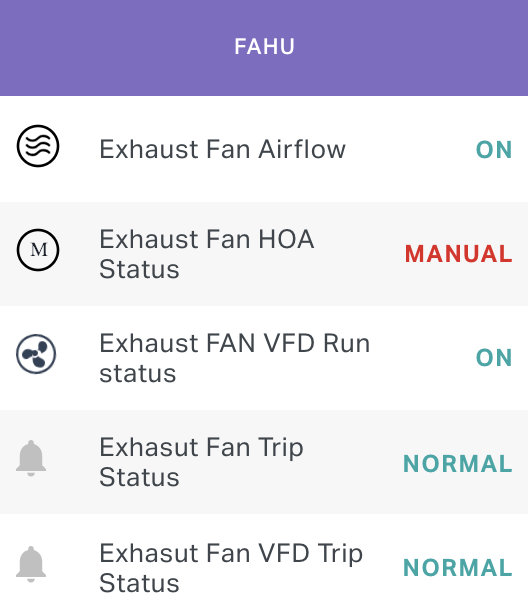 FAHU
Exhaust Fan Airflow
ON
M
Exhaust Fan HOA
Status
MANUAL
Exhaust FAN VFD Run
status
ON
Exhasut Fan Trip
Status
NORMAL
Exhasut Fan VFD Trip
Status
NORMAL